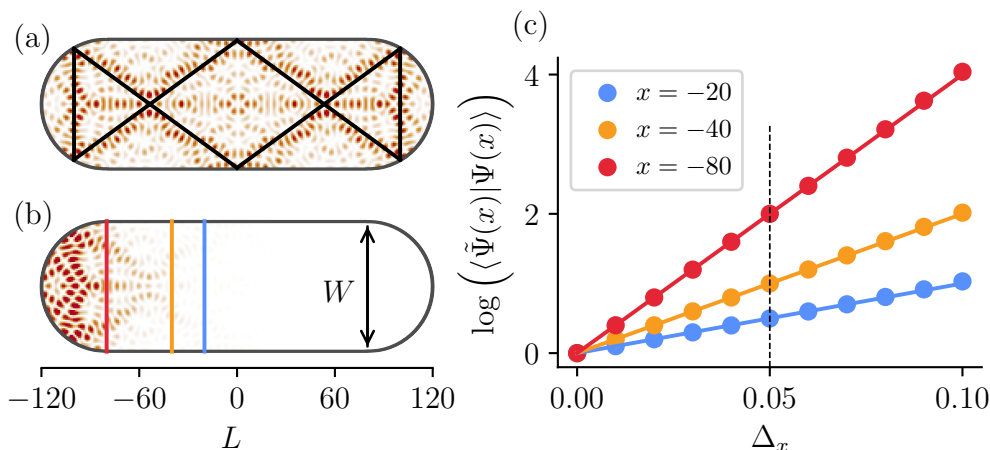 (a)
(b)
W
−120 −60 0 60 120
L
(c)
log (⟨Ψ̃(x)|Ψ(x)⟩)
4
2
0
x = −20
x = −40
x = −80
0.00 0.05 0.10
Δₓ